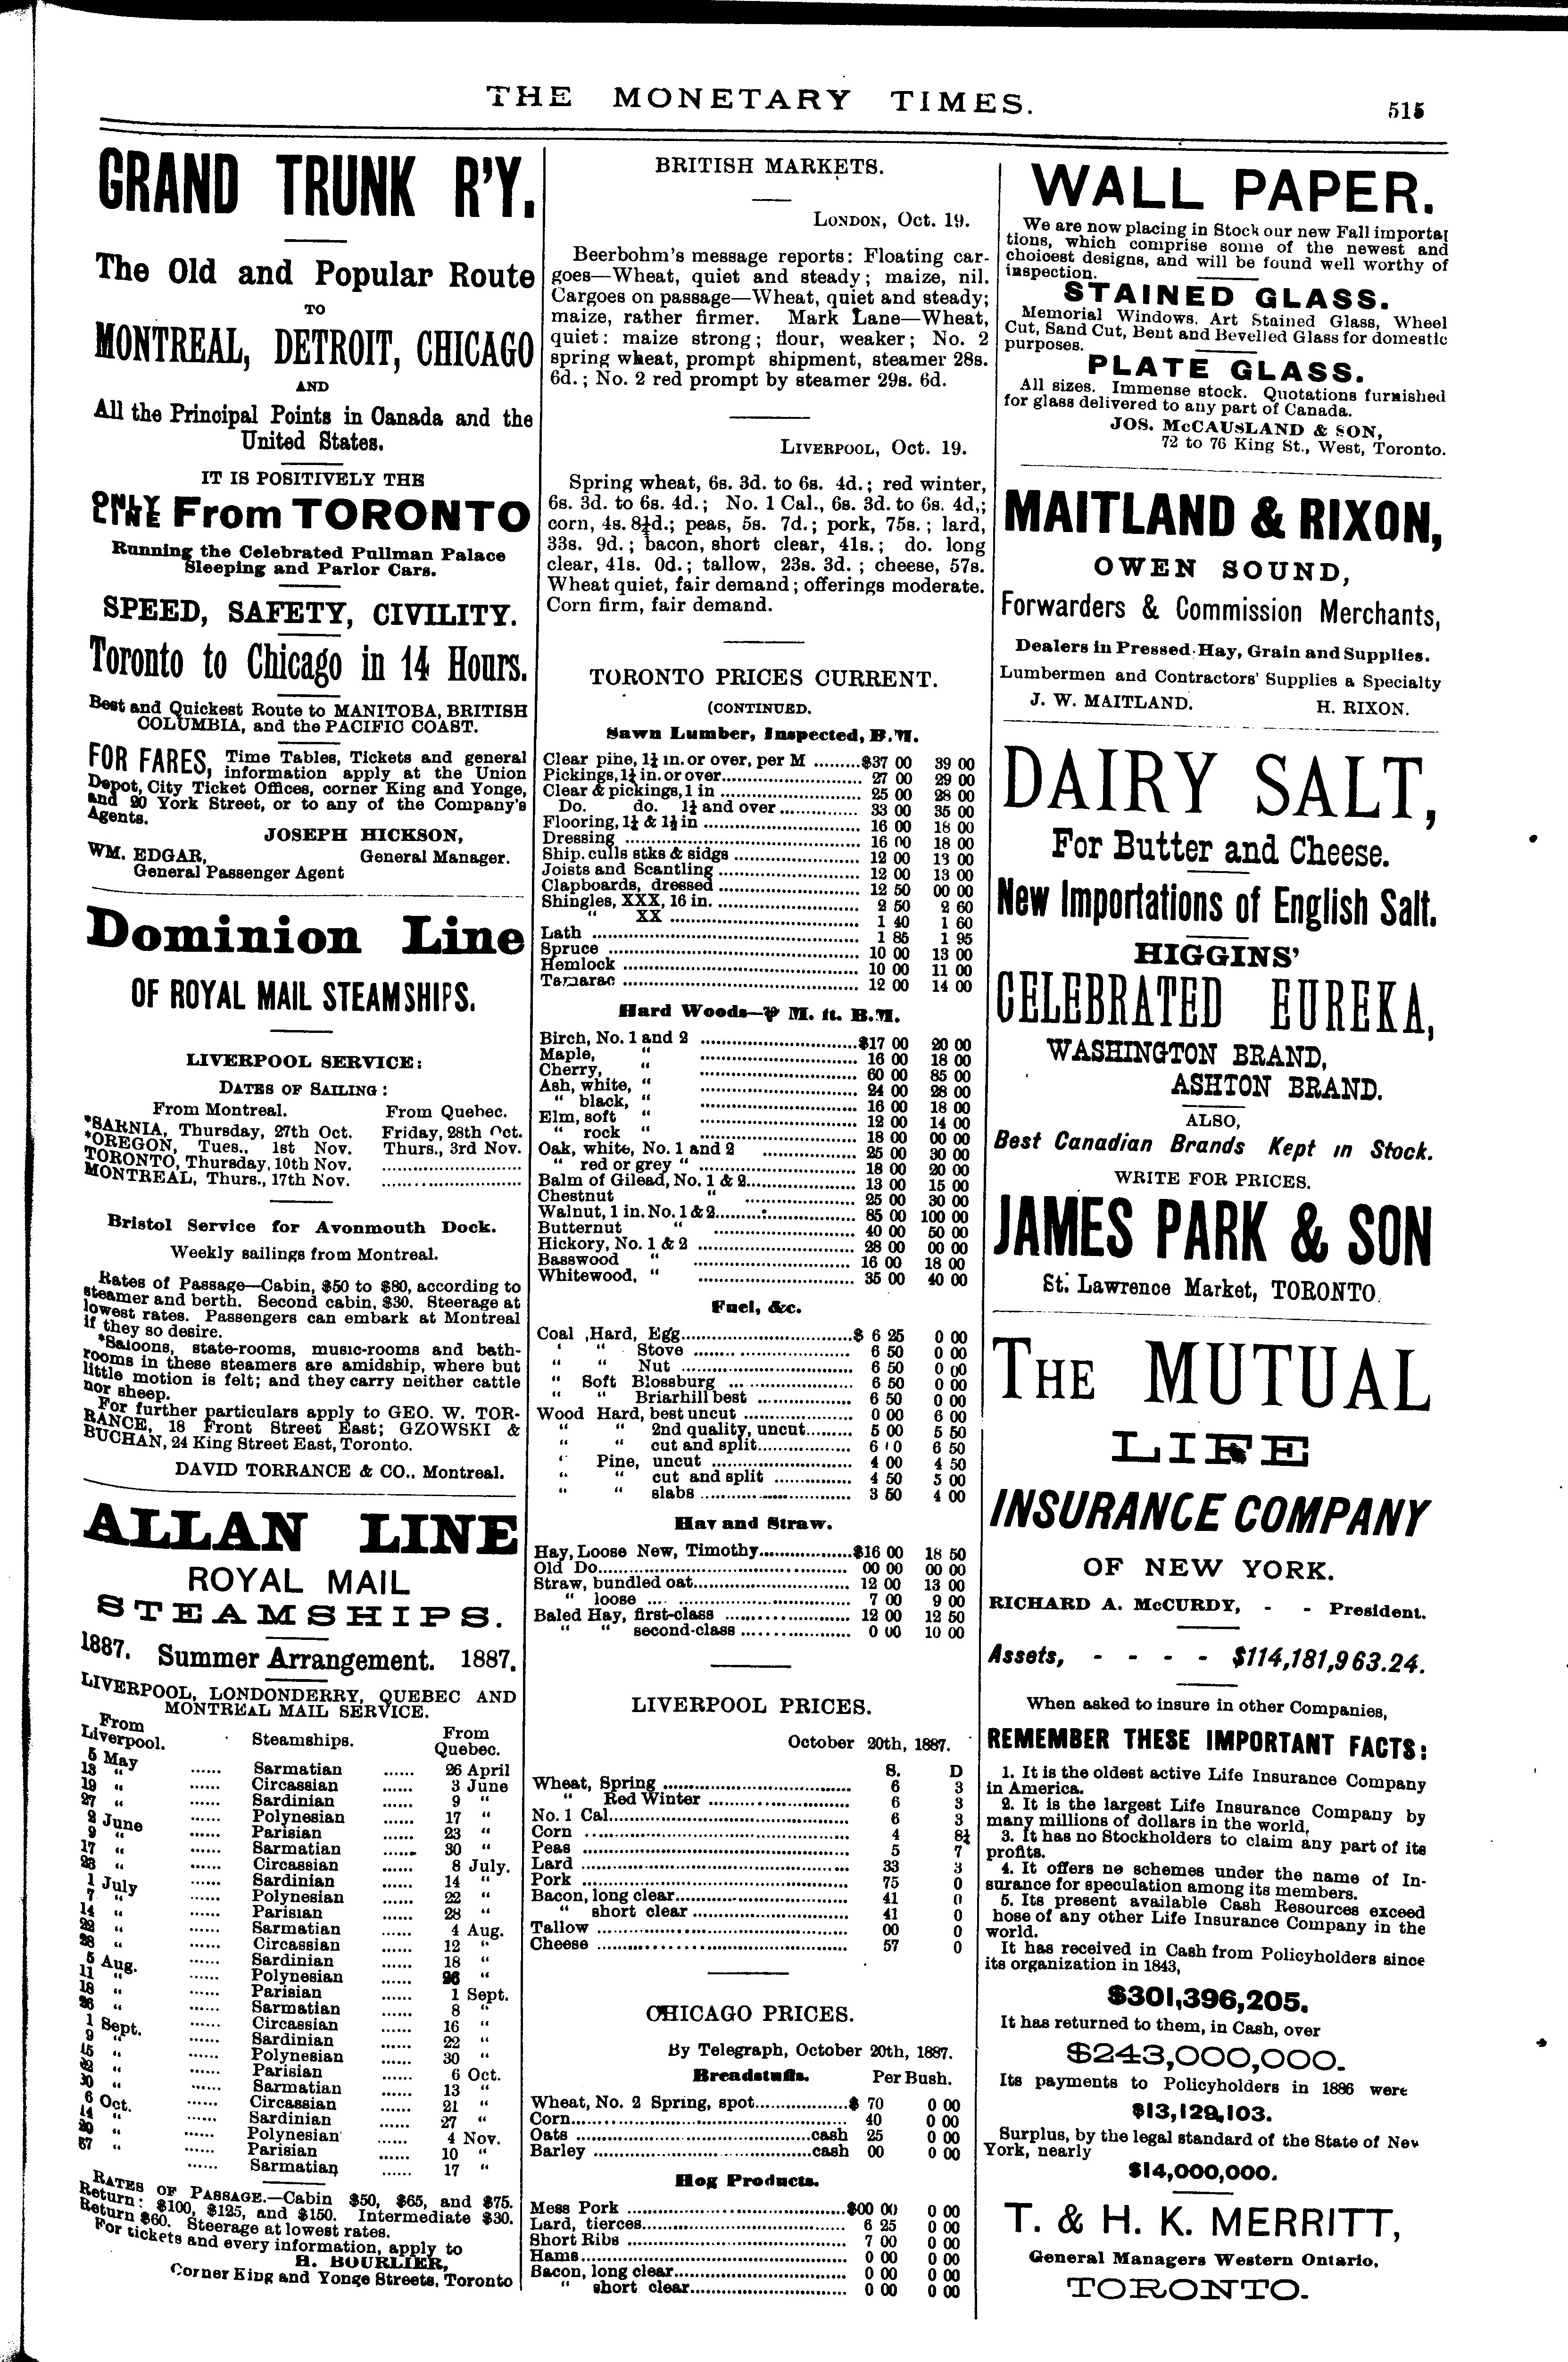 THE MONETARY TIMES.
515
GRAND TRUNK R'Y.
The Old and Popular Route
TO
MONTREAL, DETROIT, CHICAGO
AND
All the Principal Points in Canada and the
United States.
IT IS POSITIVELY THE
ONLY LINE From TORONTO
Running the Celebrated Pullman Palace
Sleeping and Parlor Cars.
SPEED, SAFETY, CIVILITY.
Toronto to Chicago in 14 Hours.
Best and Quickest Route to MANITOBA, BRITISH
COLUMBIA, and the PACIFIC COAST.
FOR FARES, Time Tables, Tickets and general
information apply at the Union
Depot, City Ticket Offices, corner King and Yonge,
and 20 York Street, or to any of the Company's
Agents.
JOSEPH HICKSON,
WM. EDGAR, General Manager.
General Passenger Agent
Dominion Line
OF ROYAL MAIL STEAMSHIPS.
LIVERPOOL SERVICE:
DATES OF SAILING:
From Montreal. From Quebec.
*SARNIA, Thursday, 27th Oct. Friday, 28th Oct.
*OREGON, Tues., 1st Nov. Thurs., 3rd Nov.
TORONTO, Thursday, 10th Nov. ........................
MONTREAL, Thurs., 17th Nov. ........................
Bristol Service for Avonmouth Dock.
Weekly sailings from Montreal.
Rates of Passage—Cabin, $50 to $80, according to
steamer and berth. Second cabin, $30. Steerage at
lowest rates. Passengers can embark at Montreal
if they so desire.
*Saloons, state-rooms, music-rooms and bath-
rooms in these steamers are amidship, where but
little motion is felt; and they carry neither cattle
nor sheep.
For further particulars apply to GEO. W. TOR-
RANCE, 18 Front Street East; GZOWSKI &
BUCHAN, 24 King Street East, Toronto.
DAVID TORRANCE & CO., Montreal.
ALLAN LINE
ROYAL MAIL
STEAMSHIPS.
1887. Summer Arrangement. 1887.
LIVERPOOL, LONDONDERRY, QUEBEC AND
MONTREAL MAIL SERVICE.
From Liverpool. Steamships. From Quebec.
5 May ...... Sarmatian ...... 26 April
13 “ ...... Circassian ...... 3 June
19 “ ...... Sardinian ...... 9 “
27 “ ...... Polynesian ...... 17 “
2 June ...... Parisian ...... 23 “
9 “ ...... Sarmatian ...... 30 “
17 “ ...... Circassian ...... 8 July.
23 “ ...... Sardinian ...... 14 “
1 July ...... Polynesian ...... 22 “
7 “ ...... Parisian ...... 28 “
14 “ ...... Sarmatian ...... 4 Aug.
22 “ ...... Circassian ...... 12 “
28 “ ...... Sardinian ...... 18 “
5 Aug. ...... Polynesian ...... 26 “
11 “ ...... Parisian ...... 1 Sept.
18 “ ...... Sarmatian ...... 8 “
26 “ ...... Circassian ...... 16 “
1 Sept. ...... Sardinian ...... 22 “
9 “ ...... Polynesian ...... 30 “
15 “ ...... Parisian ...... 6 Oct.
22 “ ...... Sarmatian ...... 13 “
30 “ ...... Circassian ...... 21 “
6 Oct. ...... Sardinian ...... 27 “
14 “ ...... Polynesian ...... 4 Nov.
20 “ ...... Parisian ...... 10 “
“ ...... Sarmatian ...... 17 “
RATES OF PASSAGE.—Cabin $50, $65, and $75.
Return: $100, $125, and $150. Intermediate $30.
Return $60. Steerage at lowest rates.
For tickets and every information, apply to
H. BOURLIER,
Corner King and Yonge Streets, Toronto
BRITISH MARKETS.
LONDON, Oct. 19.
Beerbohm's message reports: Floating car-
goes—Wheat, quiet and steady; maize, nil.
Cargoes on passage—Wheat, quiet and steady;
maize, rather firmer. Mark Lane—Wheat,
quiet: maize strong; flour, weaker; No. 2
spring wheat, prompt shipment, steamer 28s.
6d.; No. 2 red prompt by steamer 29s. 6d.
LIVERPOOL, Oct. 19.
Spring wheat, 6s. 3d. to 6s. 4d.; red winter,
6s. 3d. to 6s. 4d.; No. 1 Cal., 6s. 3d. to 6s. 4d,;
corn, 4s. 8¼d.; peas, 5s. 7d.; pork, 75s.; lard,
33s. 9d.; bacon, short clear, 41s.; do. long
clear, 41s. 0d.; tallow, 23s. 3d.; cheese, 57s.
Wheat quiet, fair demand; offerings moderate.
Corn firm, fair demand.
TORONTO PRICES CURRENT.
(CONTINUED.
Sawn Lumber, Inspected, B.M.
Clear pine, 1¼ in. or over, per M .........$37 00 39 00
Pickings, 1¼ in. or over........ 27 00 29 00
Clear & pickings, 1 in ........ 25 00 28 00
Do. do. 1¼ and over ........ 33 00 35 00
Flooring, 1¼ & 1½ in ........ 16 00 18 00
Dressing ........ 16 00 18 00
Ship. culls stks & sidgs ........ 12 00 13 00
Joists and Scantling ........ 12 00 13 00
Clapboards, dressed ........ 12 50 00 00
Shingles, XXX, 16 in. ........ 2 50 2 60
“ XX ........ 1 40 1 60
Lath ........ 1 85 1 95
Spruce ........ 10 00 13 00
Hemlock ........ 10 00 11 00
Tamarac ........ 12 00 14 00
Hard Woods—₱ M. ft. B.M.
Birch, No. 1 and 2 ........$17 00 20 00
Maple, “ ........ 16 00 18 00
Cherry, “ ........ 60 00 85 00
Ash, white, “ ........ 24 00 28 00
“ black, “ ........ 16 00 18 00
Elm, soft “ ........ 12 00 14 00
“ rock “ ........ 18 00 00 00
Oak, white, No. 1 and 2 ........ 25 00 30 00
“ red or grey “ ........ 18 00 20 00
Balm of Gilead, No. 1 & 2........ 13 00 15 00
Chestnut “ ........ 25 00 30 00
Walnut, 1 in. No. 1 & 2........ 85 00 100 00
Butternut “ ........ 40 00 50 00
Hickory, No. 1 & 2 ........ 28 00 00 00
Basswood “ ........ 16 00 18 00
Whitewood, “ ........ 35 00 40 00
Fuel, &c.
Coal ,Hard, Egg........$ 6 25 0 00
‘ “ Stove ........ 6 50 0 00
“ “ Nut ........ 6 50 0 00
“ Soft Blossburg ........ 6 50 0 00
“ “ Briarhill best ........ 6 50 0 00
Wood Hard, best uncut ........ 0 00 6 00
“ “ 2nd quality, uncut........ 5 00 5 50
“ “ cut and split........ 6 0 6 50
“ Pine, uncut ........ 4 00 4 50
“ “ cut and split ........ 4 50 5 00
“ “ slabs ........ 3 50 4 00
Hay and Straw.
Hay, Loose New, Timothy........$16 00 18 50
Old Do........ 00 00 00 00
Straw, bundled oat........ 12 00 13 00
“ loose ........ 7 00 9 00
Baled Hay, first-class ........ 12 00 12 50
“ “ second-class ........ 0 00 10 00
LIVERPOOL PRICES.
October 20th, 1887.
S. D
Wheat, Spring ........ 6 3
“ Red Winter ........ 6 3
No. 1 Cal........ 6 3
Corn ........ 4 8¼
Peas ........ 5 7
Lard ........ 33 3
Pork ........ 75 0
Bacon, long clear........ 41 0
“ short clear ........ 41 0
Tallow ........ 00 0
Cheese ........ 57 0
CHICAGO PRICES.
By Telegraph, October 20th, 1887.
Breadstuffs. Per Bush.
Wheat, No. 2 Spring, spot........$ 70 0 00
Corn........ 40 0 00
Oats ........cash 25 0 00
Barley ........cash 00 0 00
Hog Products.
Mess Pork ........$00 00 0 00
Lard, tierces........ 6 25 0 00
Short Ribs ........ 7 00 0 00
Hams........ 0 00 0 00
Bacon, long clear........ 0 00 0 00
“ short clear........ 0 00 0 00
WALL PAPER.
We are now placing in Stock our new Fall importa
tions, which comprise some of the newest and
choicest designs, and will be found well worthy of
inspection.
STAINED GLASS.
Memorial Windows. Art Stained Glass, Wheel
Cut, Sand Cut, Bent and Bevelled Glass for domestic
purposes.
PLATE GLASS.
All sizes. Immense stock. Quotations furnished
for glass delivered to any part of Canada.
JOS. McCAUSLAND & SON,
72 to 76 King St., West, Toronto.
MAITLAND & RIXON,
OWEN SOUND,
Forwarders & Commission Merchants,
Dealers in Pressed Hay, Grain and Supplies.
Lumbermen and Contractors' Supplies a Specialty
J. W. MAITLAND. H. RIXON.
DAIRY SALT,
For Butter and Cheese.
New Importations of English Salt.
HIGGINS'
CELEBRATED EUREKA,
WASHINGTON BRAND,
ASHTON BRAND.
ALSO,
Best Canadian Brands Kept in Stock.
WRITE FOR PRICES.
JAMES PARK & SON
St. Lawrence Market, TORONTO.
THE MUTUAL
LIFE
INSURANCE COMPANY
OF NEW YORK.
RICHARD A. McCURDY, - - President.
Assets, - - - - $114,181,963.24.
When asked to insure in other Companies,
REMEMBER THESE IMPORTANT FACTS:
1. It is the oldest active Life Insurance Company
in America.
2. It is the largest Life Insurance Company by
many millions of dollars in the world,
3. It has no Stockholders to claim any part of its
profits.
4. It offers ne schemes under the name of In-
surance for speculation among its members.
5. Its present available Cash Resources exceed
hose of any other Life Insurance Company in the
world.
It has received in Cash from Policyholders since
its organization in 1843,
$301,396,205.
It has returned to them, in Cash, over
$243,000,000.
Its payments to Policyholders in 1886 were
$13,129,103.
Surplus, by the legal standard of the State of New
York, nearly
$14,000,000.
T. & H. K. MERRITT,
General Managers Western Ontario,
TORONTO.